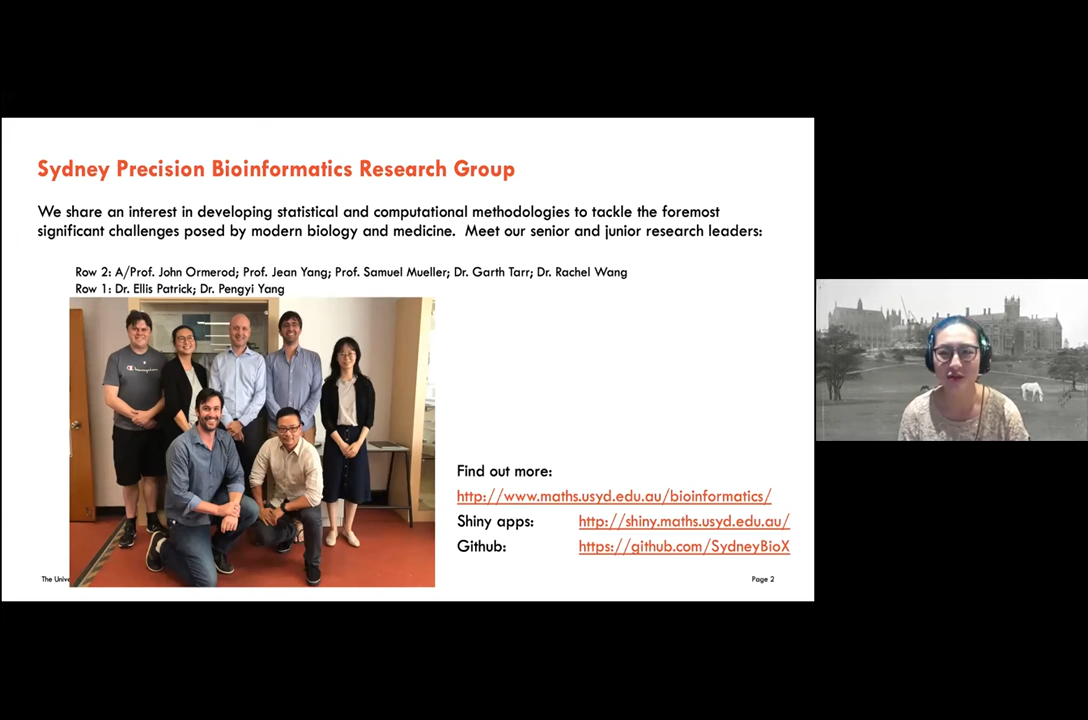 Sydney Precision Bioinformatics Research Group
We share an interest in developing statistical and computational methodologies to tackle the foremost
significant challenges posed by modern biology and medicine. Meet our senior and junior research leaders:
Row 2: A/Prof. John Ormerod; Prof. Jean Yang; Prof. Samuel Mueller; Dr. Garth Tarr; Dr. Rachel Wang
Row 1: Dr. Ellis Patrick; Dr. Pengyi Yang
Find out more:
http://www.maths.usyd.edu.au/bioinformatics/
Shiny apps: http://shiny.maths.usyd.edu.au/
Github: https://github.com/SydneyBioX
The Unive
Page 2